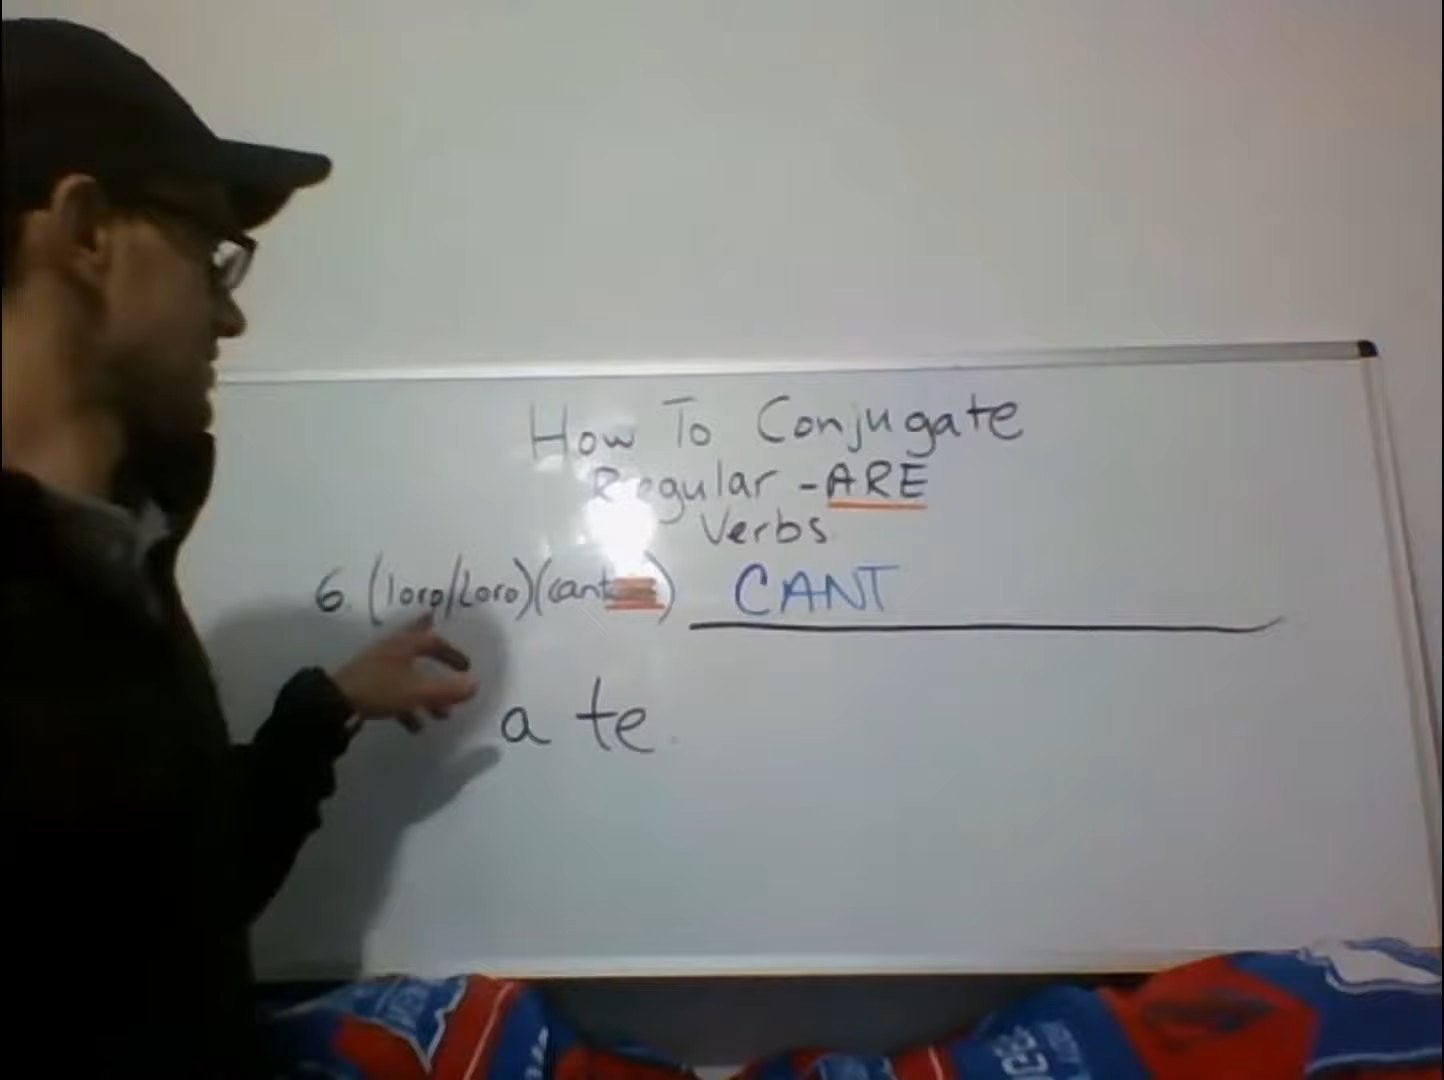 How To Conjugate
Regular -ARE
Verbs
6. (loro/Loro)(cant ) CANT
a te